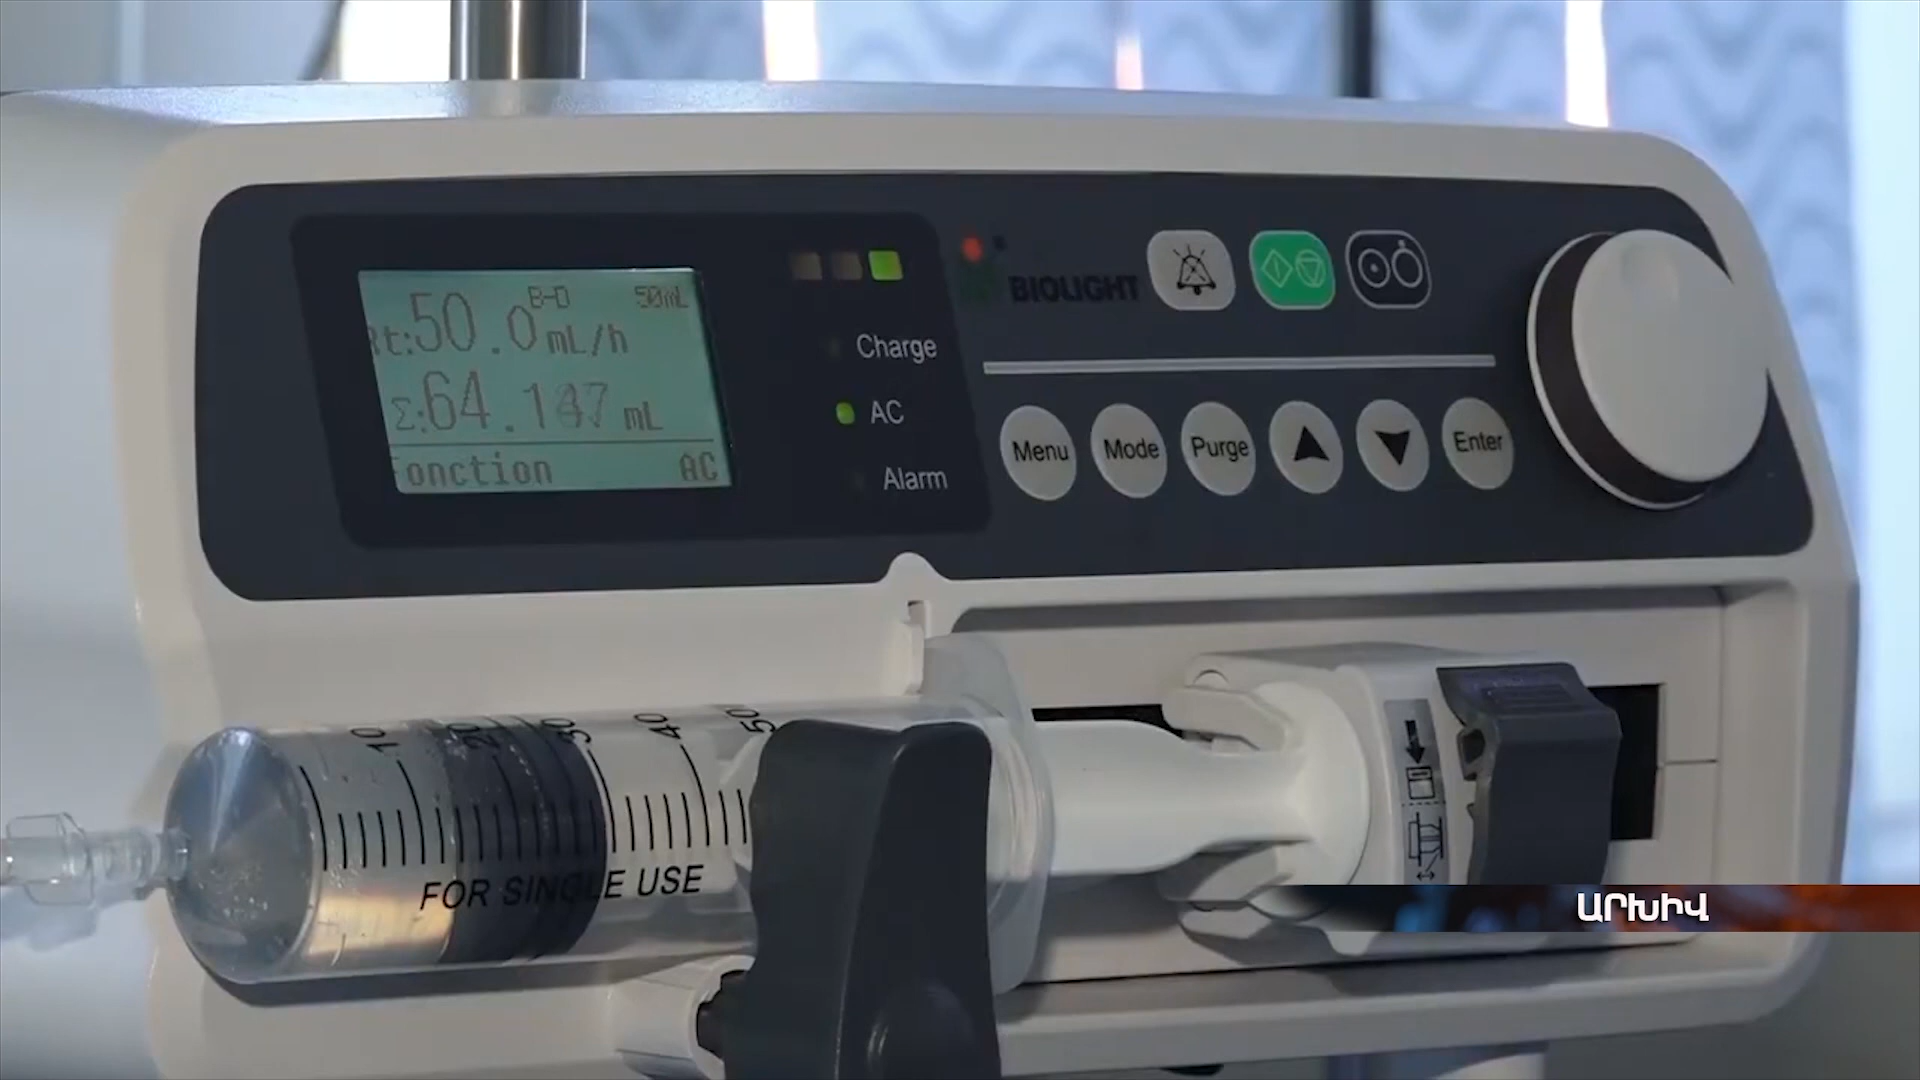 B-D 50mL
Rt:50.0mL/h
Σ:64.147 mL
Fonction AC
Charge
AC
Alarm
BIOLIGHT
Menu Mode Purge Enter
10 20 30 40 50
FOR SINGLE USE
ԱՐԽԻՎ